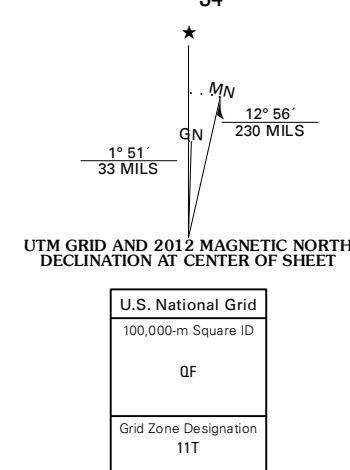 ★
MN
GN
12° 56´
230 MILS
1° 51´
33 MILS
UTM GRID AND 2012 MAGNETIC NORTH
DECLINATION AT CENTER OF SHEET
U.S. National Grid
100,000-m Square ID
QF
Grid Zone Designation
11T